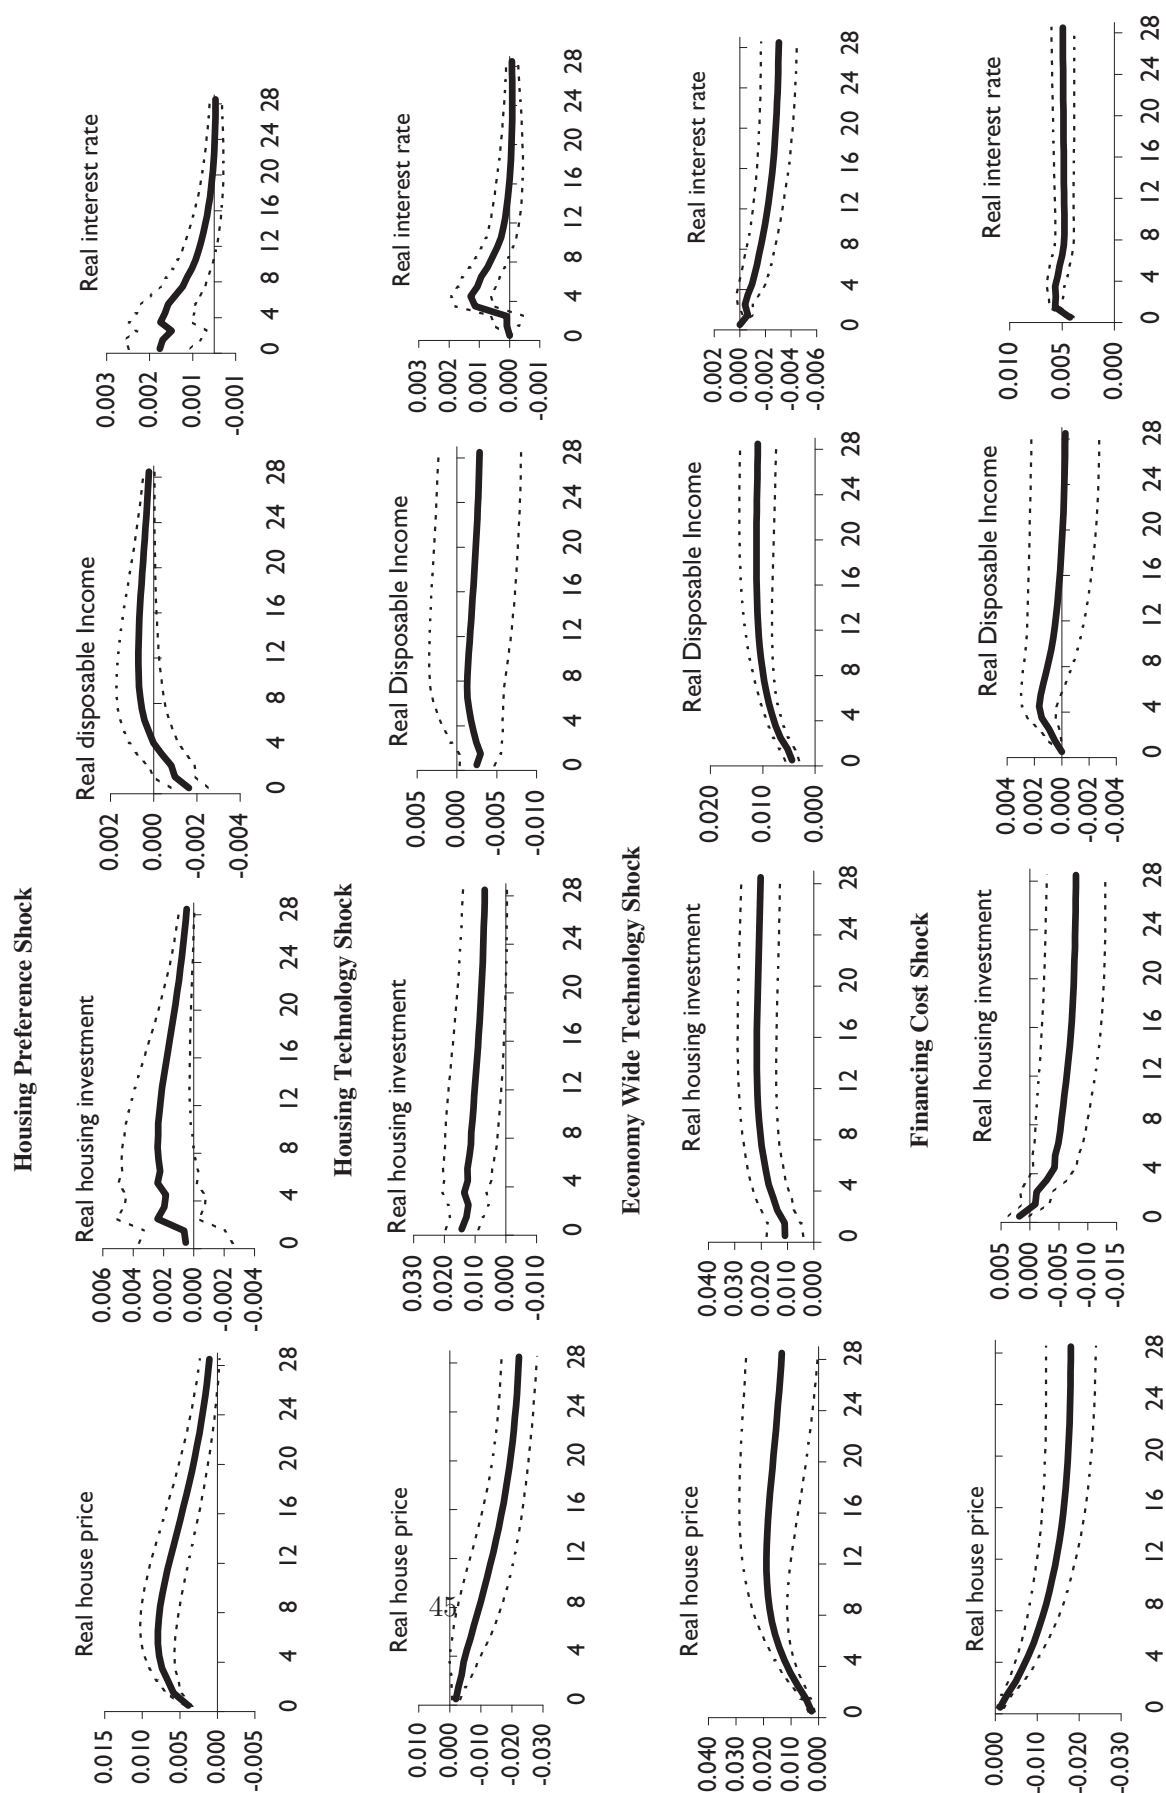 Housing Preference Shock
Real house price
0.015
0.010
0.005
0.000
-0.005
0 4 8 12 16 20 24 28
Real housing investment
0.006
0.004
0.002
0.000
-0.002
-0.004
0 4 8 12 16 20 24 28
Real disposable Income
0.002
0.000
-0.002
-0.004
0 4 8 12 16 20 24 28
Real interest rate
0.003
0.002
0.001
-0.001
0 4 8 12 16 20 24 28
Housing Technology Shock
Real house price
0.010
0.000
-0.010
-0.020
-0.030
0 4 8 12 16 20 24 28
Real housing investment
0.030
0.020
0.010
0.000
-0.010
0 4 8 12 16 20 24 28
Real Disposable Income
0.005
0.000
-0.005
-0.010
0 4 8 12 16 20 24 28
Real interest rate
0.003
0.002
0.001
0.000
-0.001
0 4 8 12 16 20 24 28
Economy Wide Technology Shock
Real house price
0.040
0.030
0.020
0.010
0.000
0 4 8 12 16 20 24 28
Real housing investment
0.040
0.030
0.020
0.010
0.000
0 4 8 12 16 20 24 28
Real Disposable Income
0.020
0.010
0.000
0 4 8 12 16 20 24 28
Real interest rate
0.002
0.000
-0.002
-0.004
-0.006
0 4 8 12 16 20 24 28
Financing Cost Shock
Real house price
0.000
-0.010
-0.020
-0.030
0 4 8 12 16 20 24 28
Real housing investment
0.005
0.000
-0.005
-0.010
-0.015
0 4 8 12 16 20 24 28
Real Disposable Income
0.004
0.002
0.000
-0.002
-0.004
0 4 8 12 16 20 24 28
Real interest rate
0.010
0.005
0.000
0 4 8 12 16 20 24 28
45